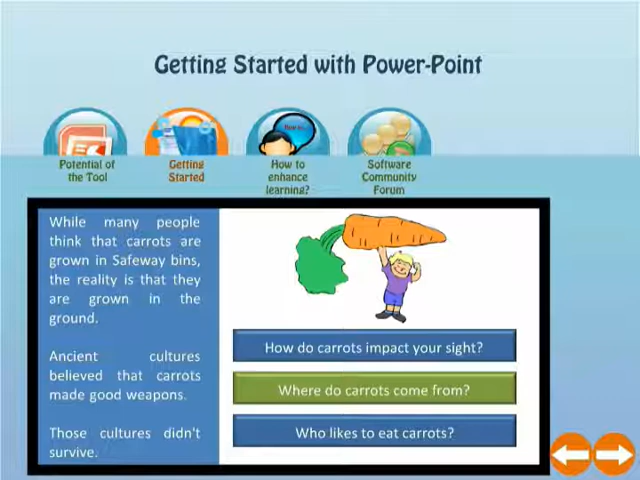 Getting Started with Power-Point
Potential of
the Tool
Getting
Started
How to
enhance
learning?
Software
Community
Forum
While many people
think that carrots are
grown in Safeway bins,
the reality is that they
are grown in the
ground.
Ancient cultures
believed that carrots
made good weapons.
Those cultures didn't
survive.
How do carrots impact your sight?
Where do carrots come from?
Who likes to eat carrots?